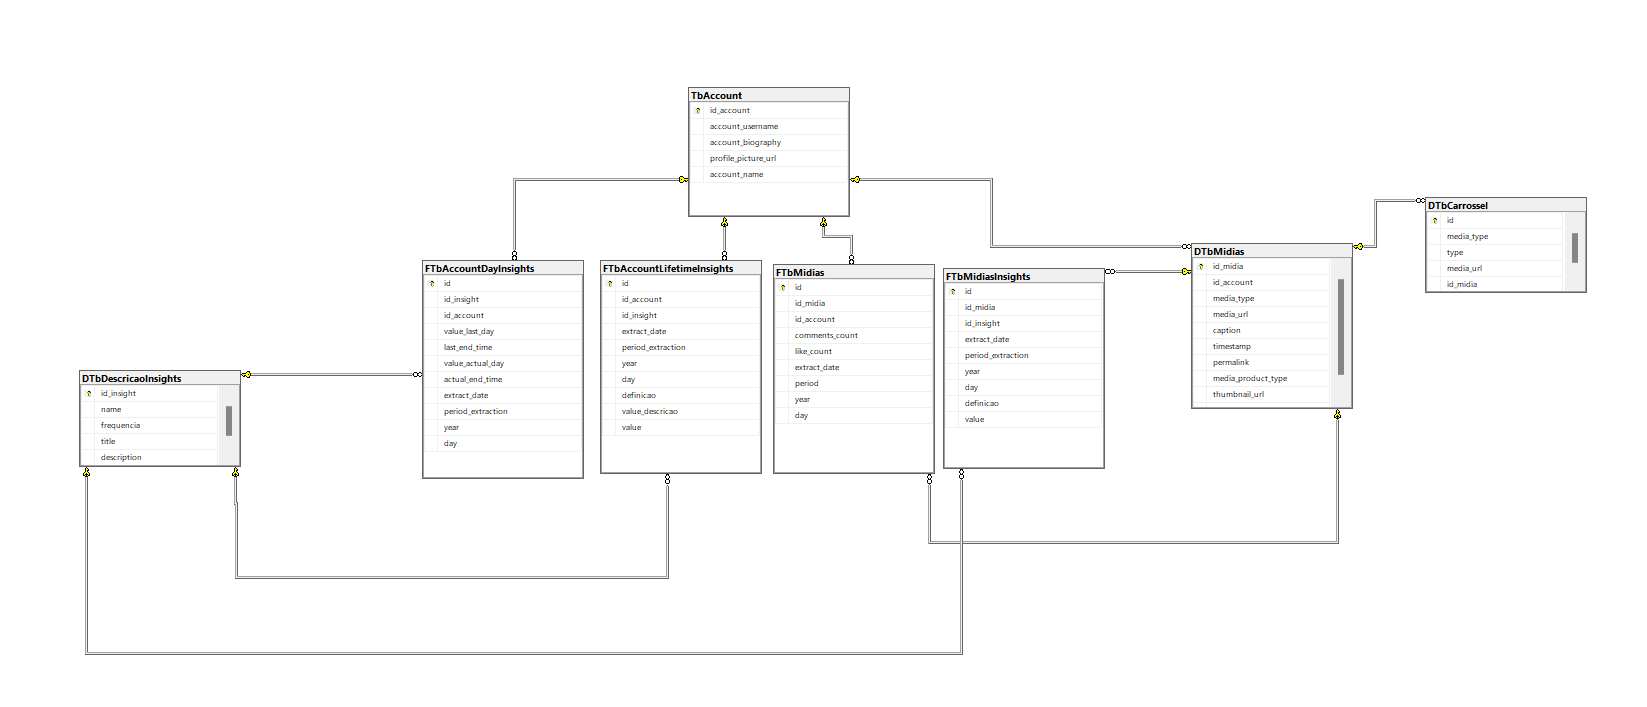 TbAccount
id_account
account_username
account_biography
profile_picture_url
account_name
DTbCarrossel
id
media_type
type
media_url
id_midia
DTbMidias
id_midia
id_account
media_type
media_url
caption
timestamp
permalink
media_product_type
thumbnail_url
FTbAccountDayInsights
id
id_insight
id_account
value_last_day
last_end_time
value_actual_day
actual_end_time
extract_date
period_extraction
year
day
FTbAccountLifetimeInsights
id
id_account
id_insight
extract_date
period_extraction
year
day
definicao
value_descricao
value
FTbMidias
id
id_midia
id_account
comments_count
like_count
extract_date
period
year
day
FTbMidiasInsights
id
id_midia
id_insight
extract_date
period_extraction
year
day
definicao
value
DTbDescricaoInsights
id_insight
name
frequencia
title
description